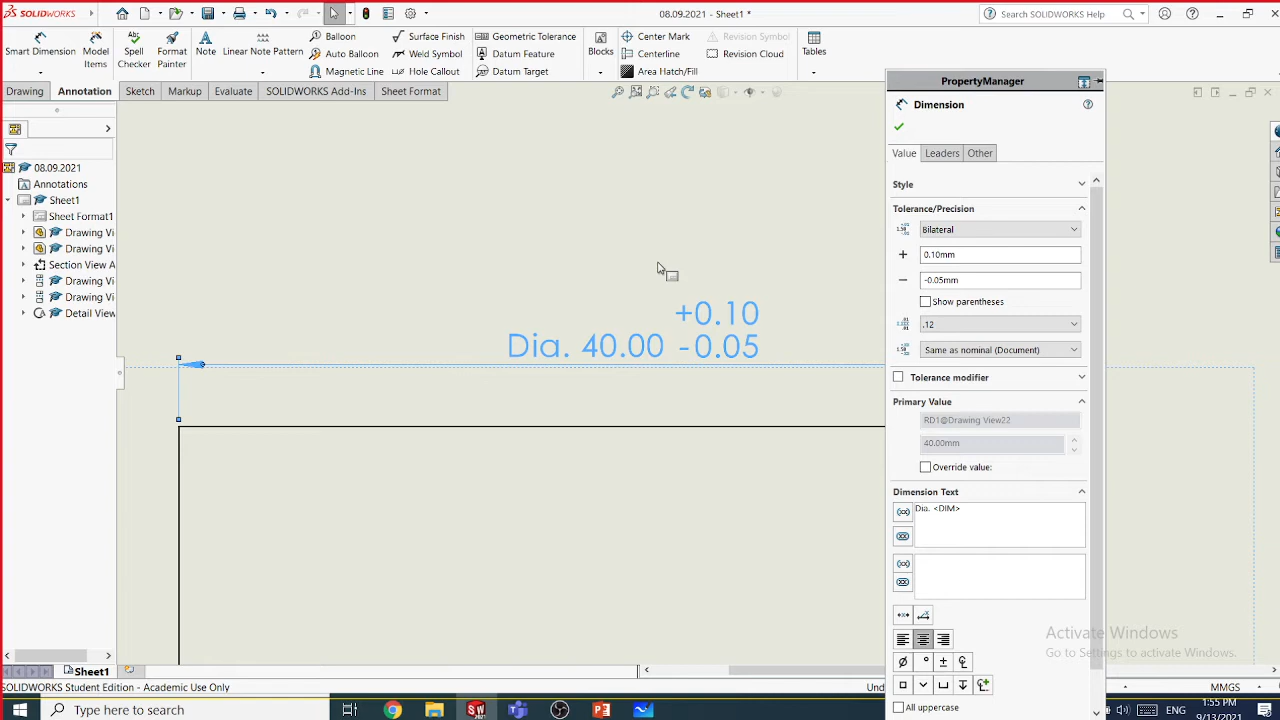 SOLIDWORKS
08.09.2021 - Sheet1 *
Search SOLIDWORKS Help
Smart Dimension
Model Items
Spell Checker
Format Painter
Note
Linear Note Pattern
Balloon
Auto Balloon
Magnetic Line
Surface Finish
Weld Symbol
Hole Callout
Geometric Tolerance
Datum Feature
Datum Target
Blocks
Center Mark
Centerline
Area Hatch/Fill
Revision Symbol
Revision Cloud
Tables
Drawing
Annotation
Sketch
Markup
Evaluate
SOLIDWORKS Add-Ins
Sheet Format
08.09.2021
Annotations
Sheet1
Sheet Format1
Drawing Vi
Drawing Vi
Section View A
Drawing Vi
Drawing Vi
Detail View
+0.10
Dia. 40.00 -0.05
PropertyManager
Dimension
Value
Leaders
Other
Style
Tolerance/Precision
Bilateral
+ 0.10mm
- -0.05mm
Show parentheses
.12
Same as nominal (Document)
Tolerance modifier
Primary Value
RD1@Drawing View22
40.00mm
Override value:
Dimension Text
Dia. <DIM>
All uppercase
Activate Windows
Go to Settings to activate Windows.
Sheet1
SOLIDWORKS Student Edition - Academic Use Only
Und
MMGS
Type here to search
ENG
1:55 PM
9/13/2021